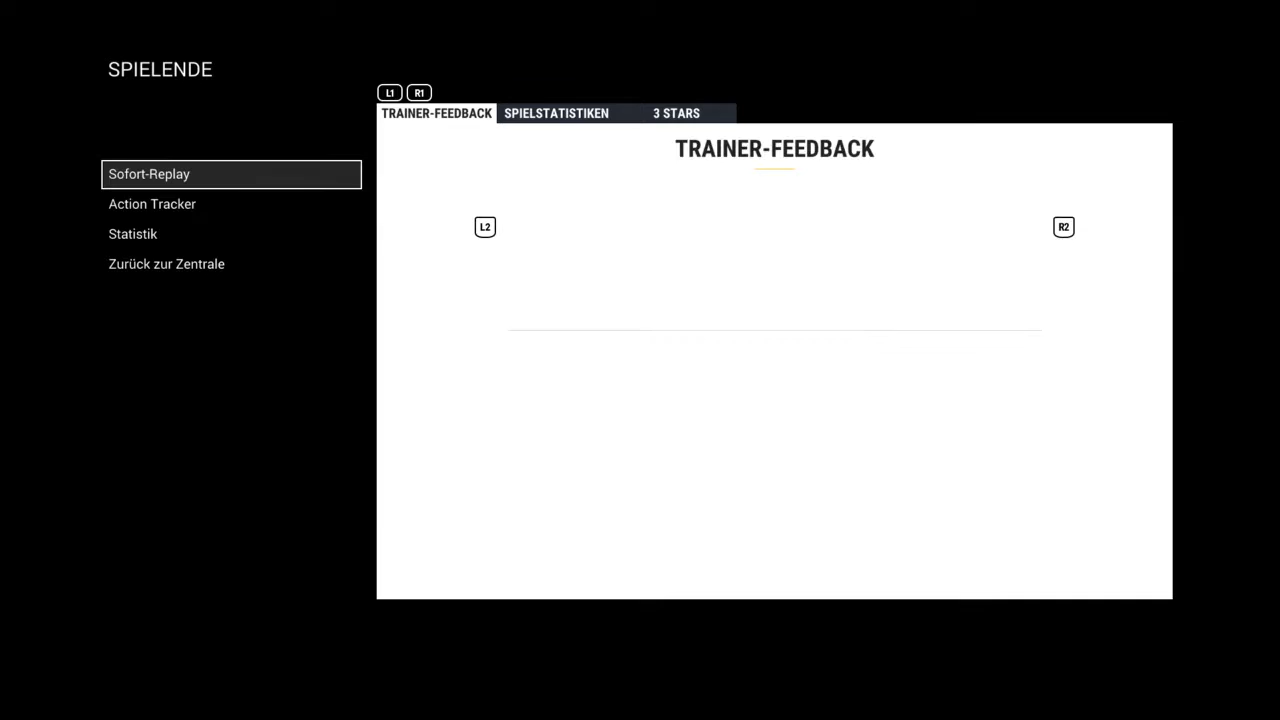 SPIELENDE
L1 R1
TRAINER-FEEDBACK SPIELSTATISTIKEN 3 STARS
TRAINER-FEEDBACK
Sofort-Replay
Action Tracker
Statistik
Zurück zur Zentrale
L2 R2